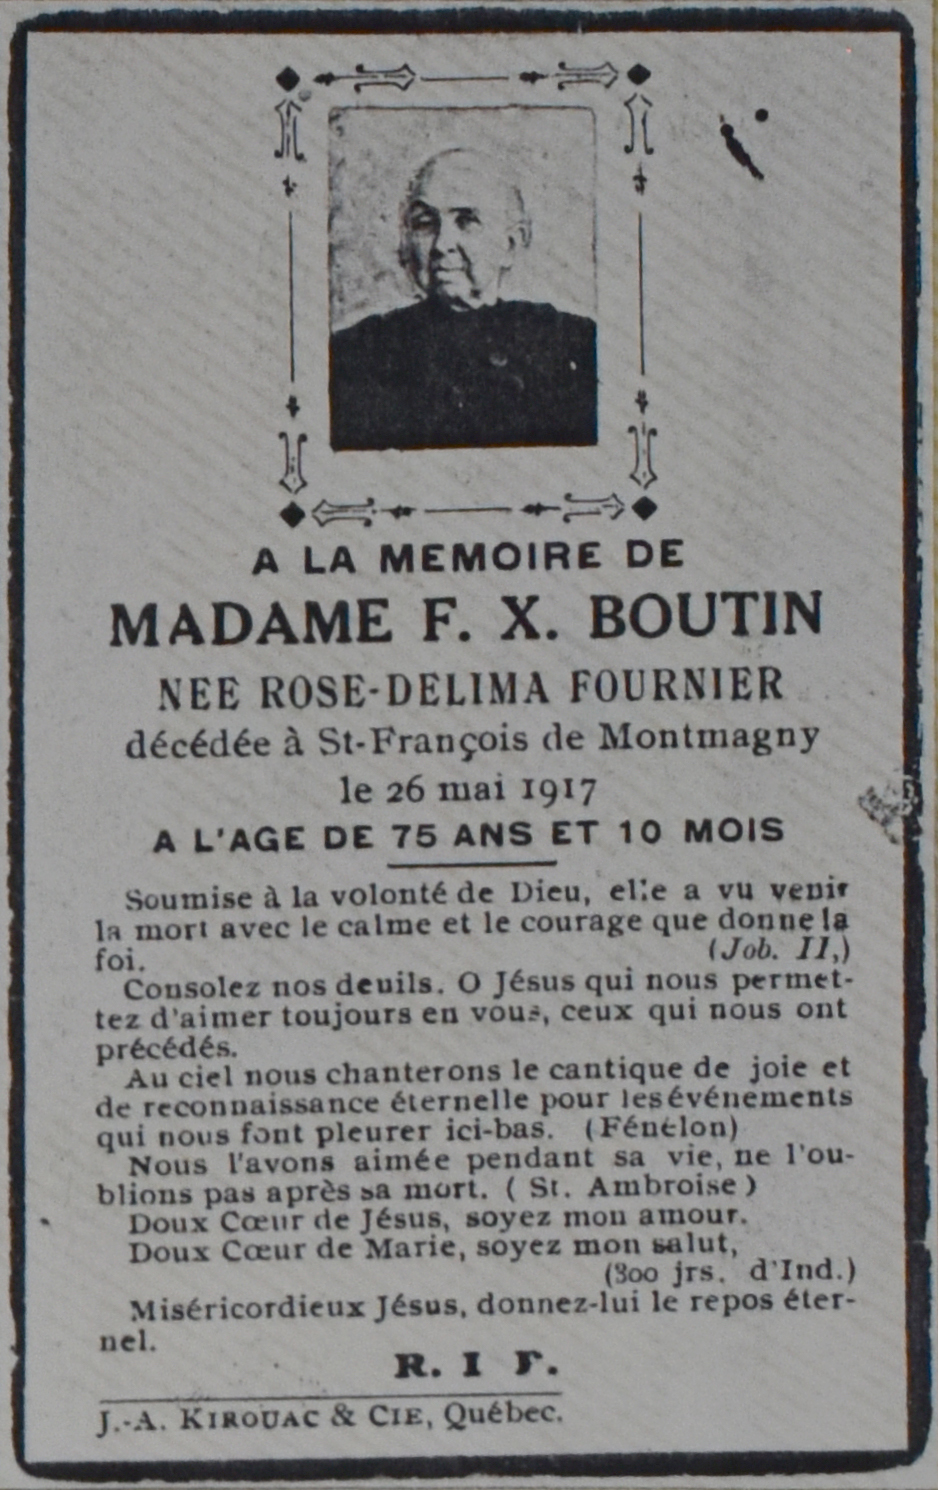 A LA MEMOIRE DE
MADAME F. X. BOUTIN
NEE ROSE-DELIMA FOURNIER
décédée à St-François de Montmagny
le 26 mai 1917
A L'AGE DE 75 ANS ET 10 MOIS
Soumise à la volonté de Dieu, elle a vu venir
la mort avec le calme et le courage que donne la
foi. (Job. II,)
Consolez nos deuils. O Jésus qui nous permet-
tez d'aimer toujours en vous, ceux qui nous ont
précédés.
Au ciel nous chanterons le cantique de joie et
de reconnaissance éternelle pour les événements
qui nous font pleurer ici-bas. (Fénélon)
Nous l'avons aimée pendant sa vie, ne l'ou-
blions pas après sa mort. ( St. Ambroise )
Doux Cœur de Jésus, soyez mon amour.
Doux Cœur de Marie, soyez mon salut,
(300 jrs. d'Ind.)
Miséricordieux Jésus, donnez-lui le repos éter-
nel.
R. I P.
J.-A. KIROUAC & CIE, Québec.